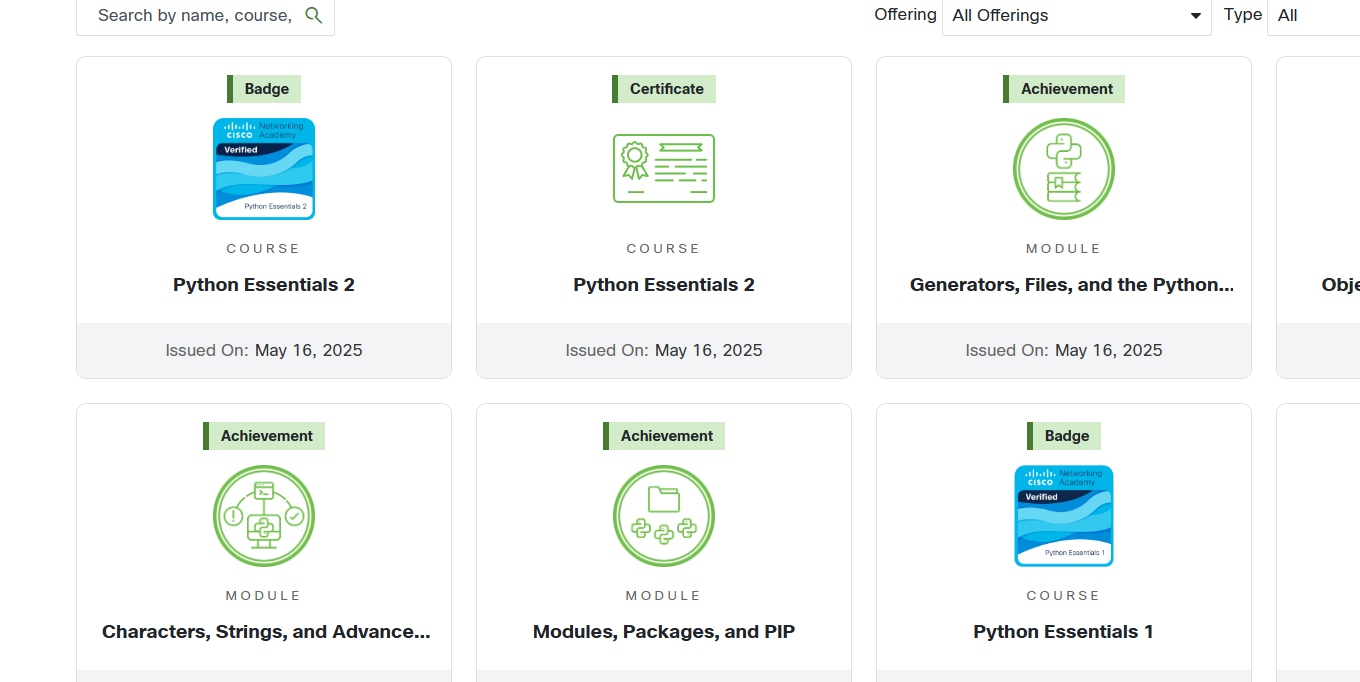 Search by name, course,
Offering
All Offerings
Type
All
Badge
CISCO
Networking
Academy
Verified
Python Essentials 2
COURSE
Python Essentials 2
Issued On: May 16, 2025
Certificate
COURSE
Python Essentials 2
Issued On: May 16, 2025
Achievement
MODULE
Generators, Files, and the Python...
Issued On: May 16, 2025
Obje
Achievement
MODULE
Characters, Strings, and Advance...
Achievement
MODULE
Modules, Packages, and PIP
Badge
CISCO
Networking
Academy
Verified
Python Essentials 1
COURSE
Python Essentials 1